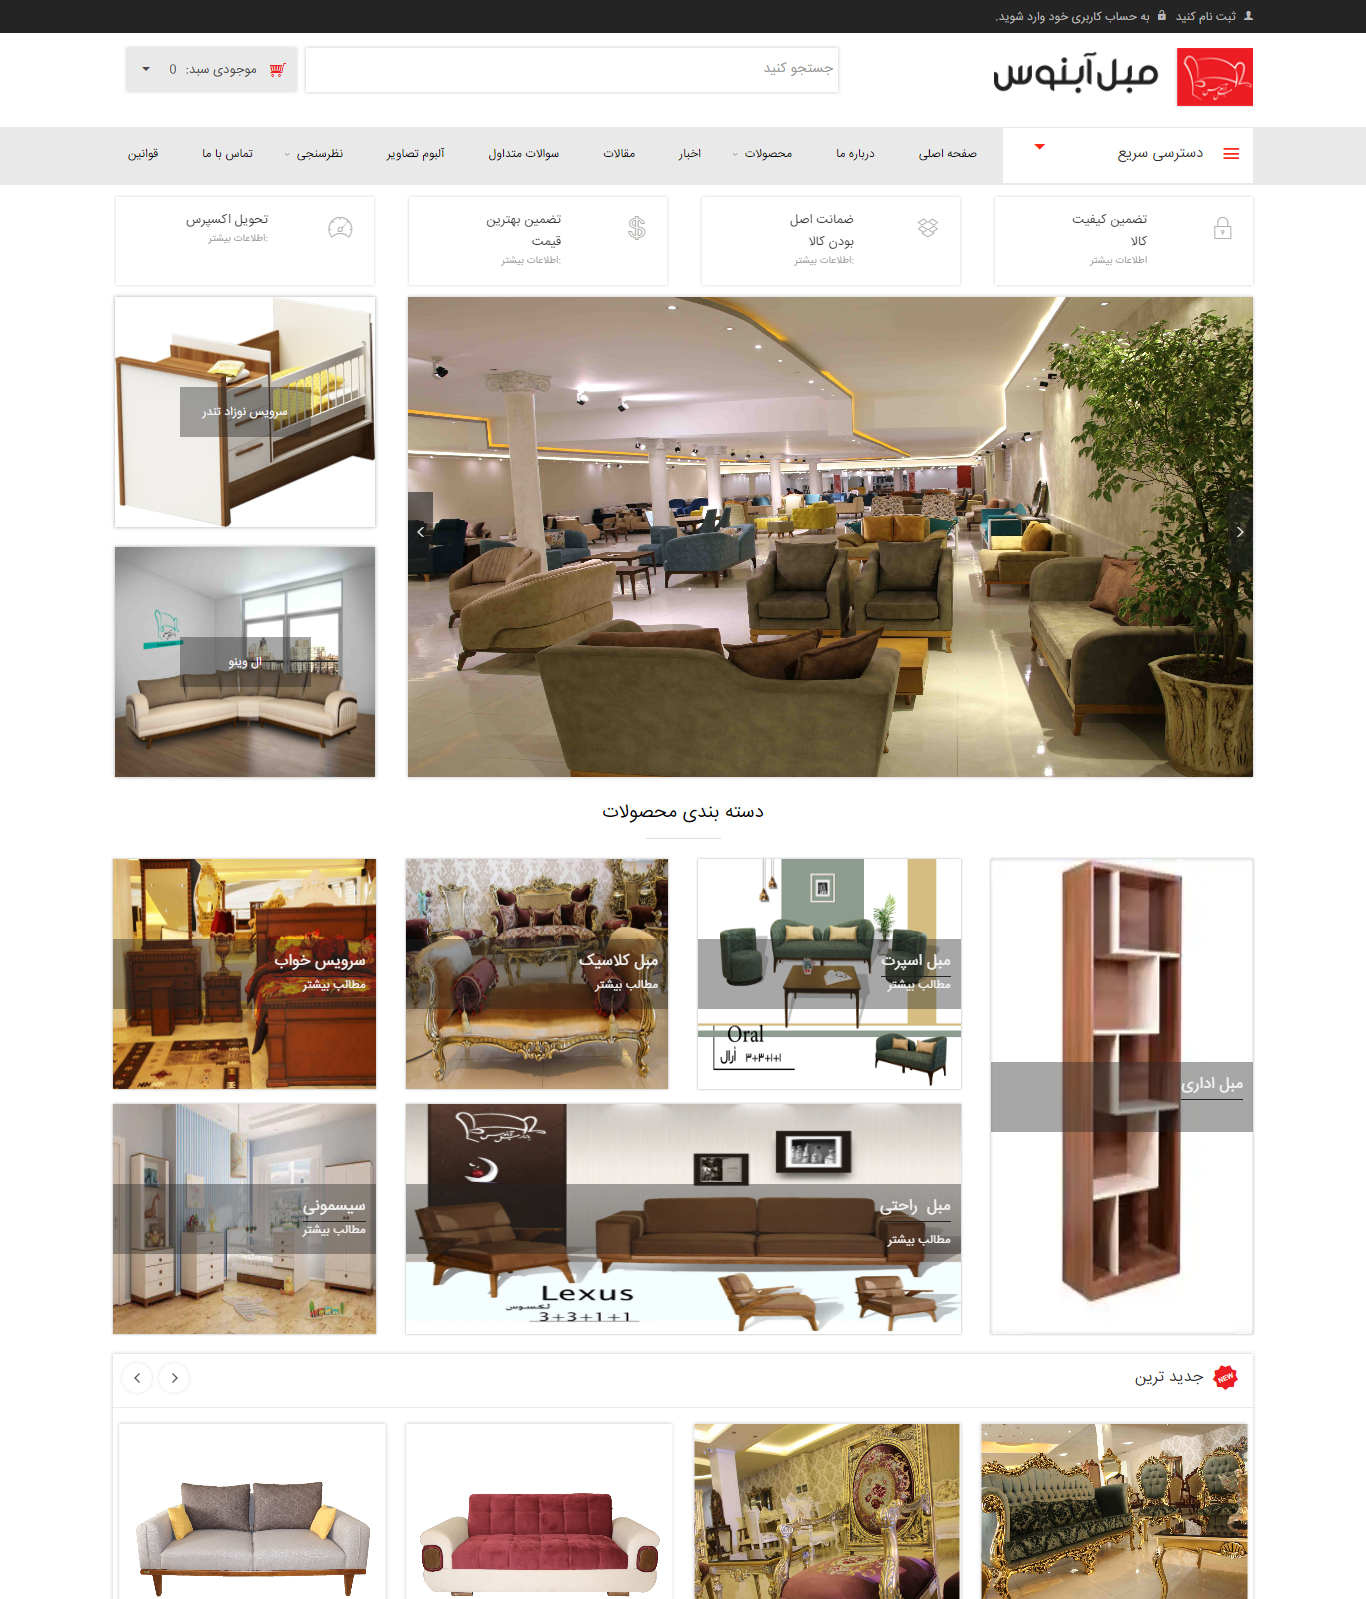 ثبت نام کنید
به حساب کاربری خود وارد شوید.
مبل آبنوس
جستجو کنید
موجودی سبد: 0
دسترسی سریع
صفحه اصلی
درباره ما
محصولات
اخبار
مقالات
سوالات متداول
آلبوم تصاویر
نظرسنجی
تماس با ما
قوانین
تضمین کیفیت
کالا
اطلاعات بیشتر
ضمانت اصل
بودن کالا
اطلاعات بیشتر:
تضمین بهترین
قیمت
اطلاعات بیشتر:
تحویل اکسپرس
اطلاعات بیشتر:
سرویس نوزاد تندر
ال وینو
دسته بندی محصولات
مبل اداری
مبل اسپرت
مطالب بیشتر
Oral
أرال ۳+۳+۱+۱
مبل کلاسیک
مطالب بیشتر
سرویس خواب
مطالب بیشتر
مبل راحتی
مطالب بیشتر
Lexus
لکسوس
3+3+1+1
سیسمونی
مطالب بیشتر
NEW
جدید ترین